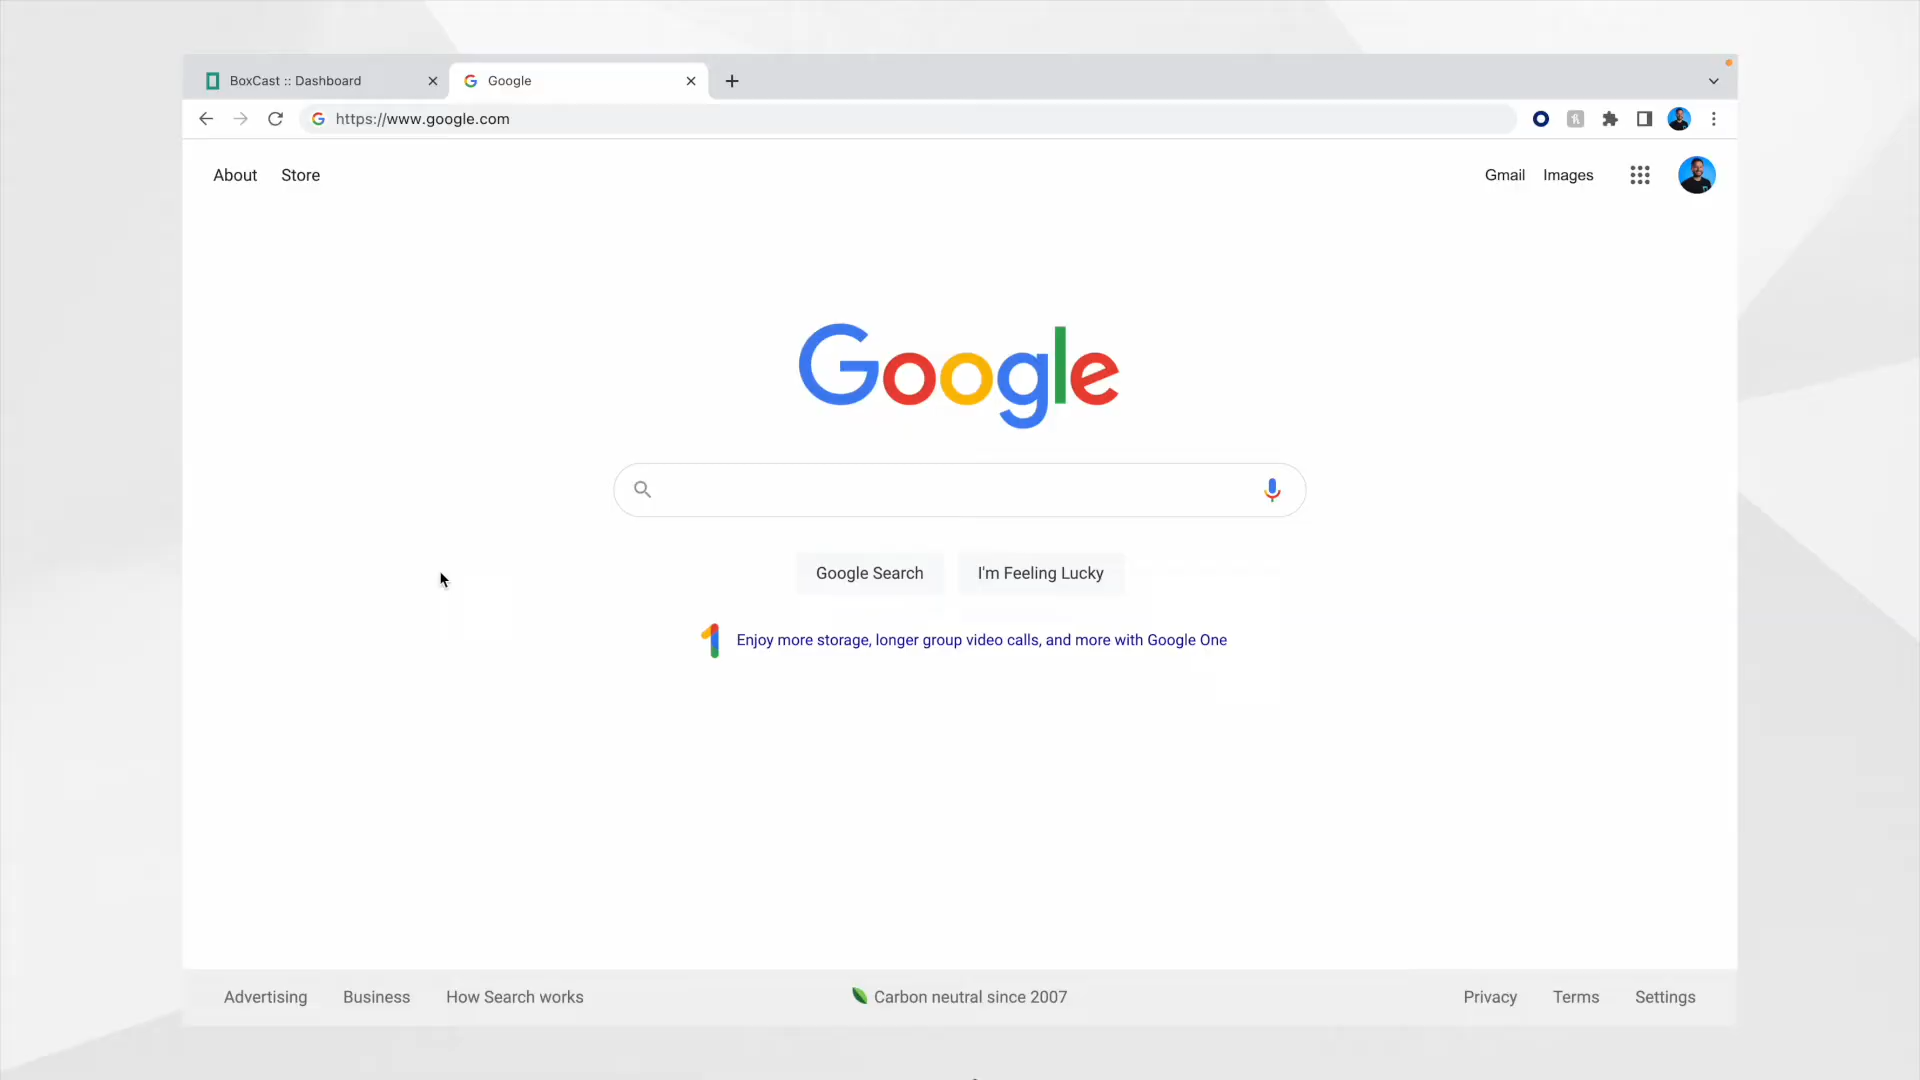 BoxCast :: Dashboard
Google
https://www.google.com
About Store
Gmail Images
Google
Google Search I'm Feeling Lucky
Enjoy more storage, longer group video calls, and more with Google One
Advertising Business How Search works
Carbon neutral since 2007
Privacy Terms Settings